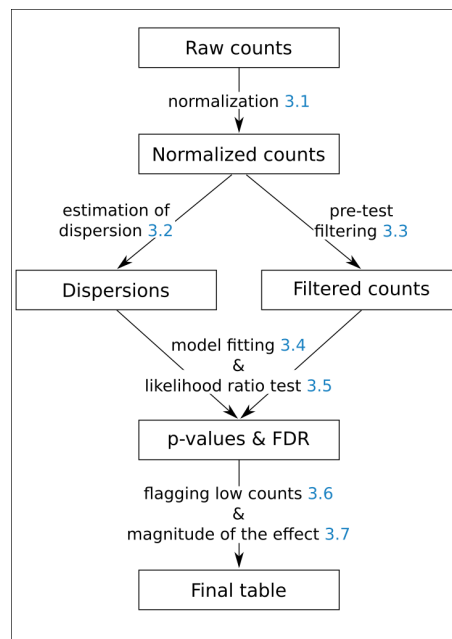 Raw counts
normalization 3.1
Normalized counts
estimation of
dispersion 3.2
pre-test
filtering 3.3
Dispersions
Filtered counts
model fitting 3.4
&
likelihood ratio test 3.5
p-values & FDR
flagging low counts 3.6
&
magnitude of the effect 3.7
Final table